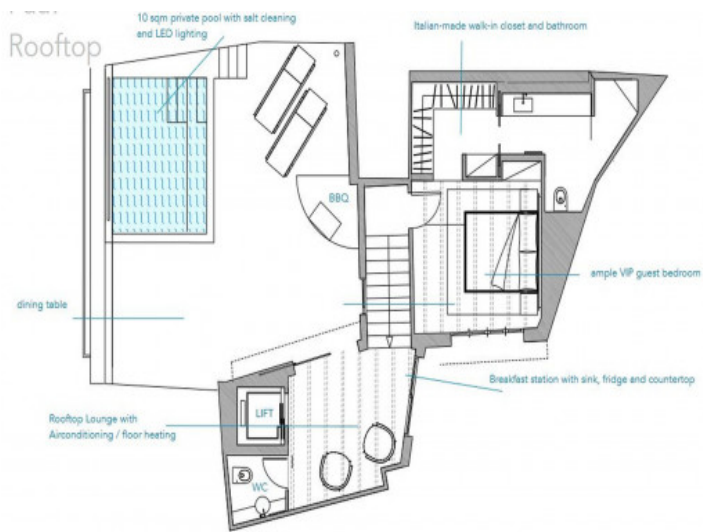 Rooftop
10 sqm private pool with salt cleaning
and LED lighting
Italian-made walk-in closet and bathroom
BBQ
dining table
ample VIP guest bedroom
Breakfast station with sink, fridge and countertop
Rooftop Lounge with
Airconditioning / floor heating
LIFT
WC